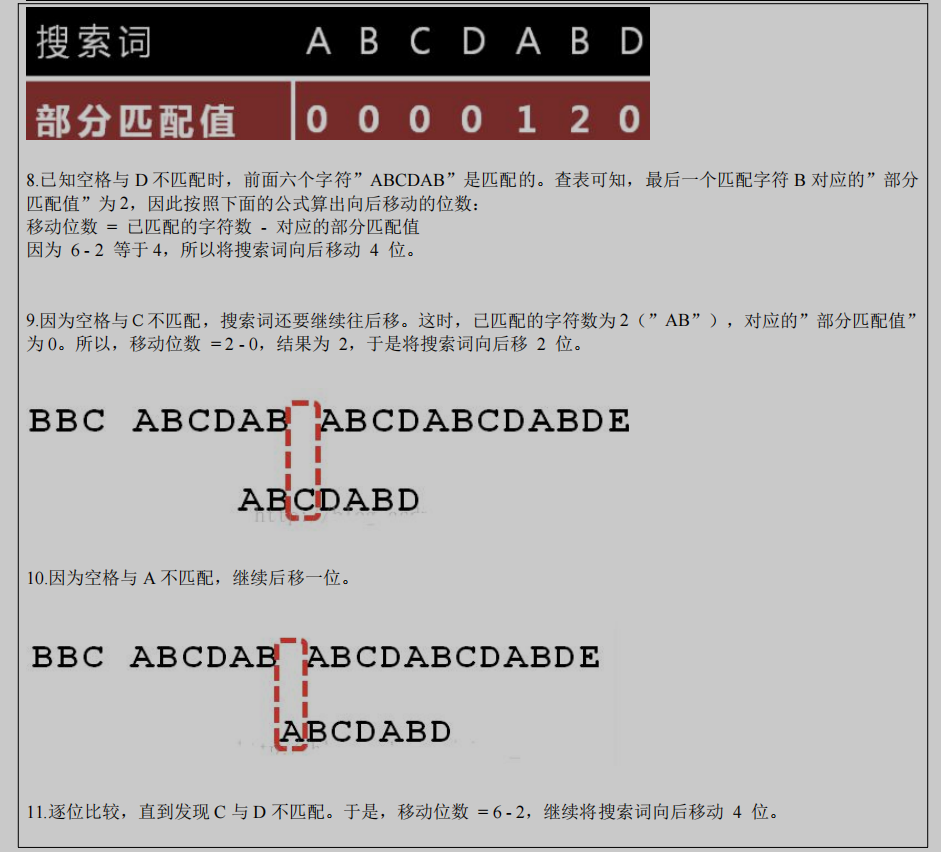 搜索词 A B C D A B D
部分匹配值 0 0 0 0 1 2 0
8.已知空格与 D 不匹配时，前面六个字符”ABCDAB”是匹配的。查表可知，最后一个匹配字符 B 对应的”部分
匹配值”为 2，因此按照下面的公式算出向后移动的位数：
移动位数 = 已匹配的字符数 - 对应的部分匹配值
因为 6 - 2 等于 4，所以将搜索词向后移动 4 位。
9.因为空格与 C 不匹配，搜索词还要继续往后移。这时，已匹配的字符数为 2（”AB”），对应的”部分匹配值”
为 0。所以，移动位数 = 2 - 0，结果为 2，于是将搜索词向后移 2 位。
BBC ABCDAB ABCDABCDABDE
ABCDABD
10.因为空格与 A 不匹配，继续后移一位。
BBC ABCDAB ABCDABCDABDE
ABCDABD
11.逐位比较，直到发现 C 与 D 不匹配。于是，移动位数 = 6 - 2，继续将搜索词向后移动 4 位。